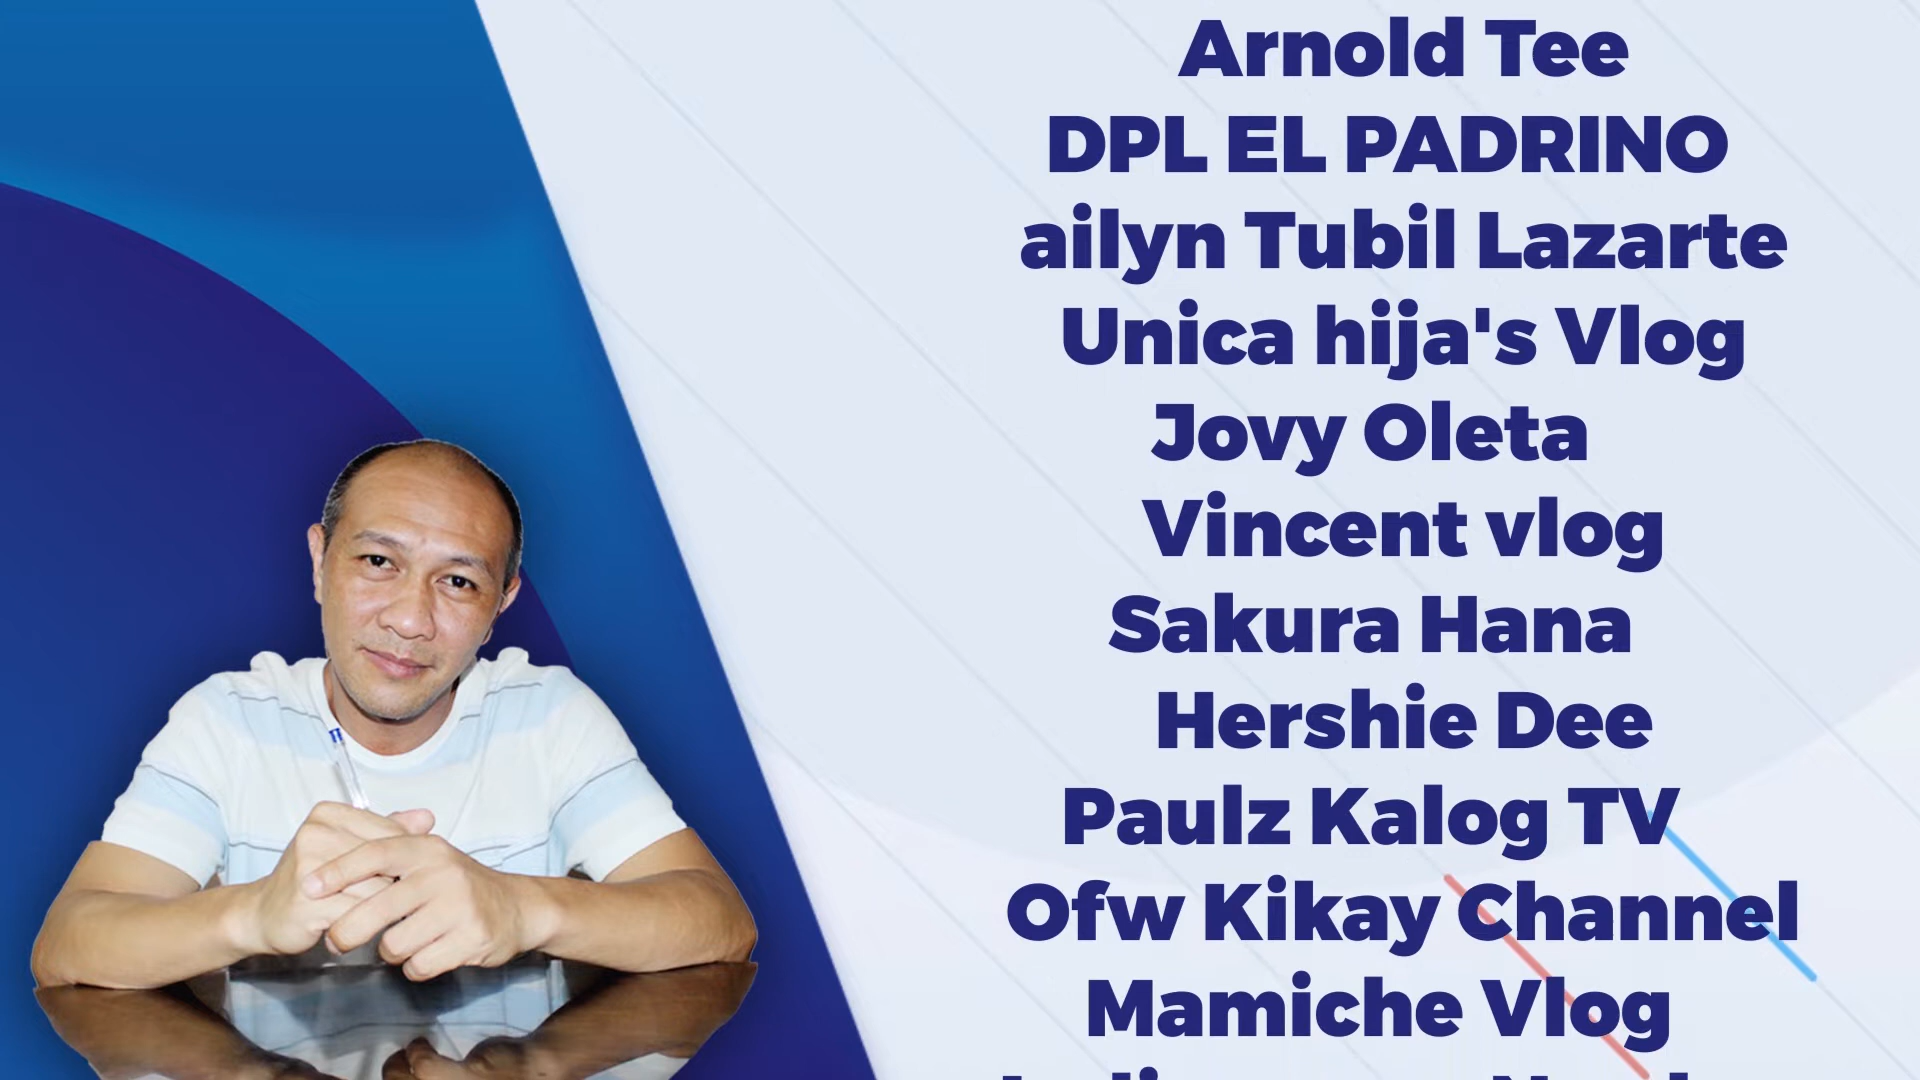 Arnold Tee
DPL EL PADRINO
ailyn Tubil Lazarte
Unica hija's Vlog
Jovy Oleta
Vincent vlog
Sakura Hana
Hershie Dee
Paulz Kalog TV
Ofw Kikay Channel
Mamiche Vlog